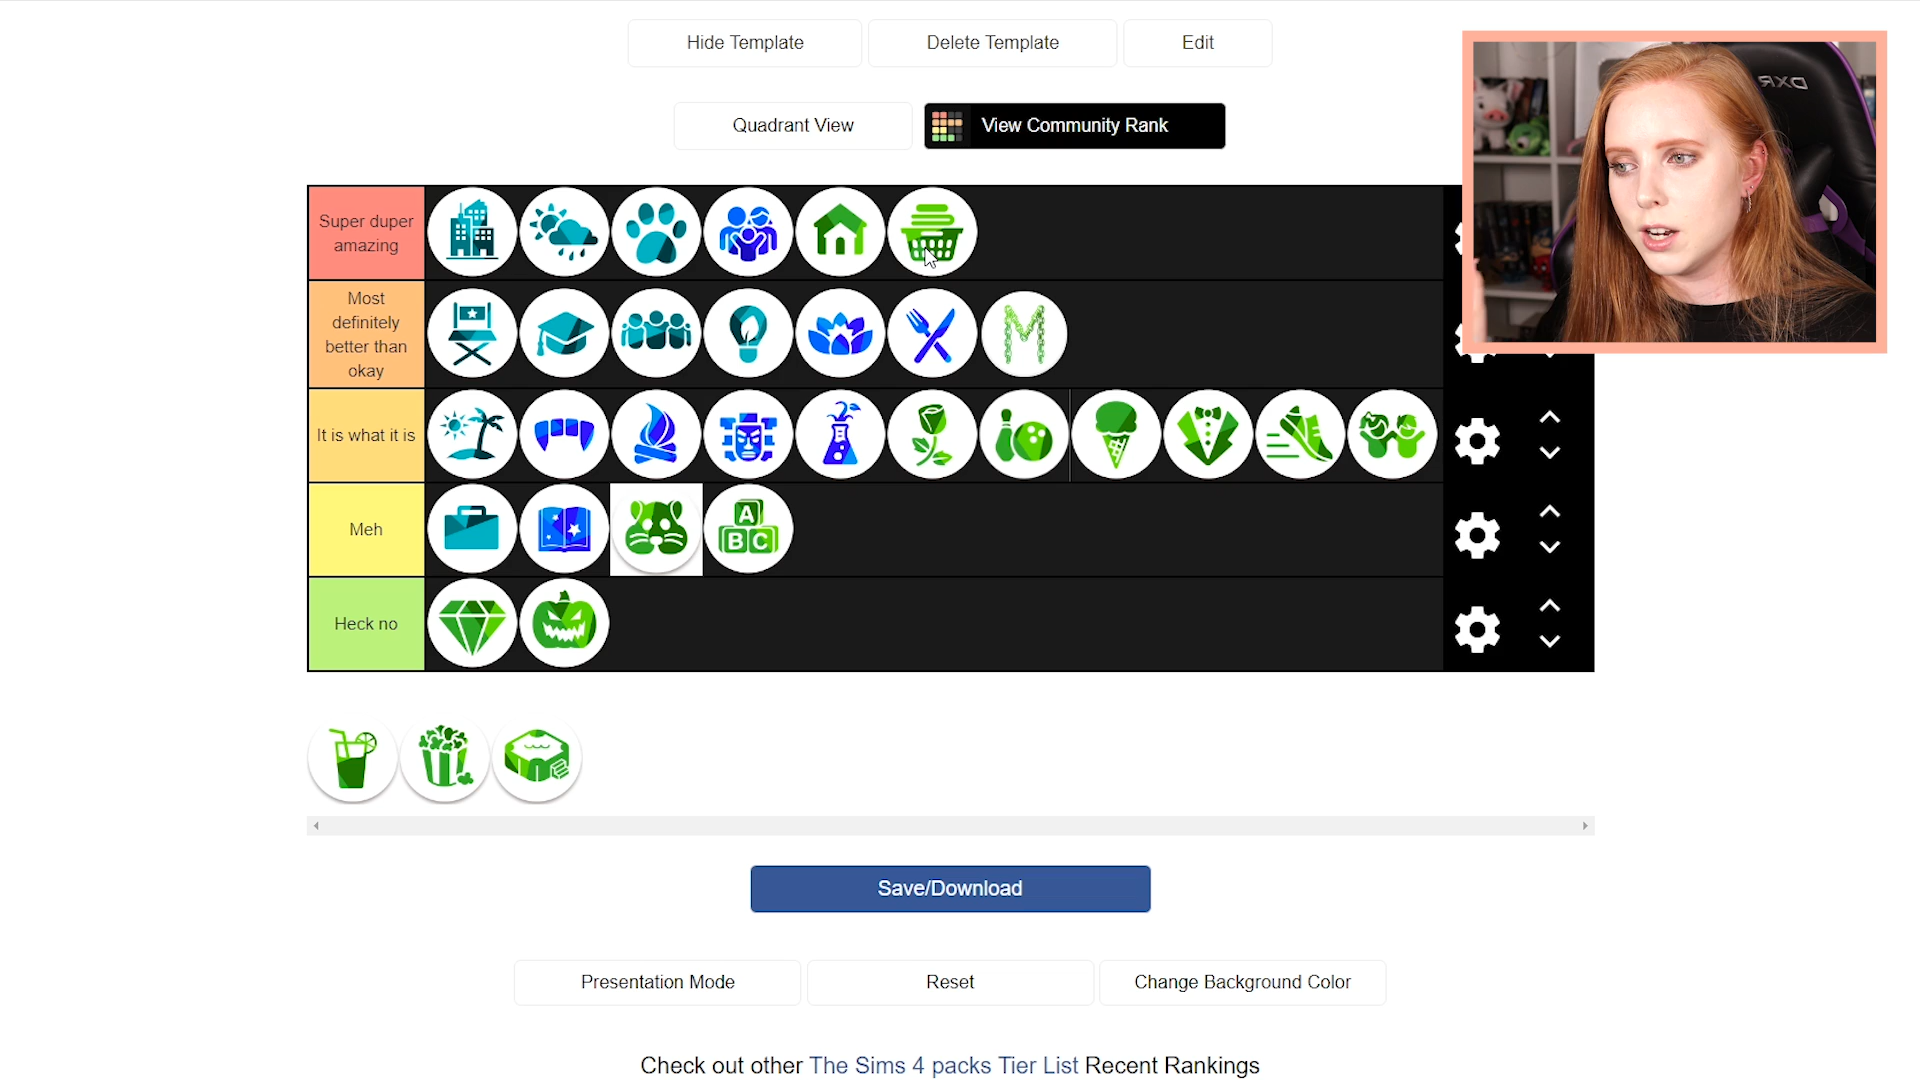 Hide Template
Delete Template
Edit
Quadrant View
View Community Rank
DXR
Super duper
amazing
Most
definitely
better than
okay
M
It is what it is
Meh
A
B C
Heck no
Save/Download
Presentation Mode
Reset
Change Background Color
Check out other The Sims 4 packs Tier List Recent Rankings